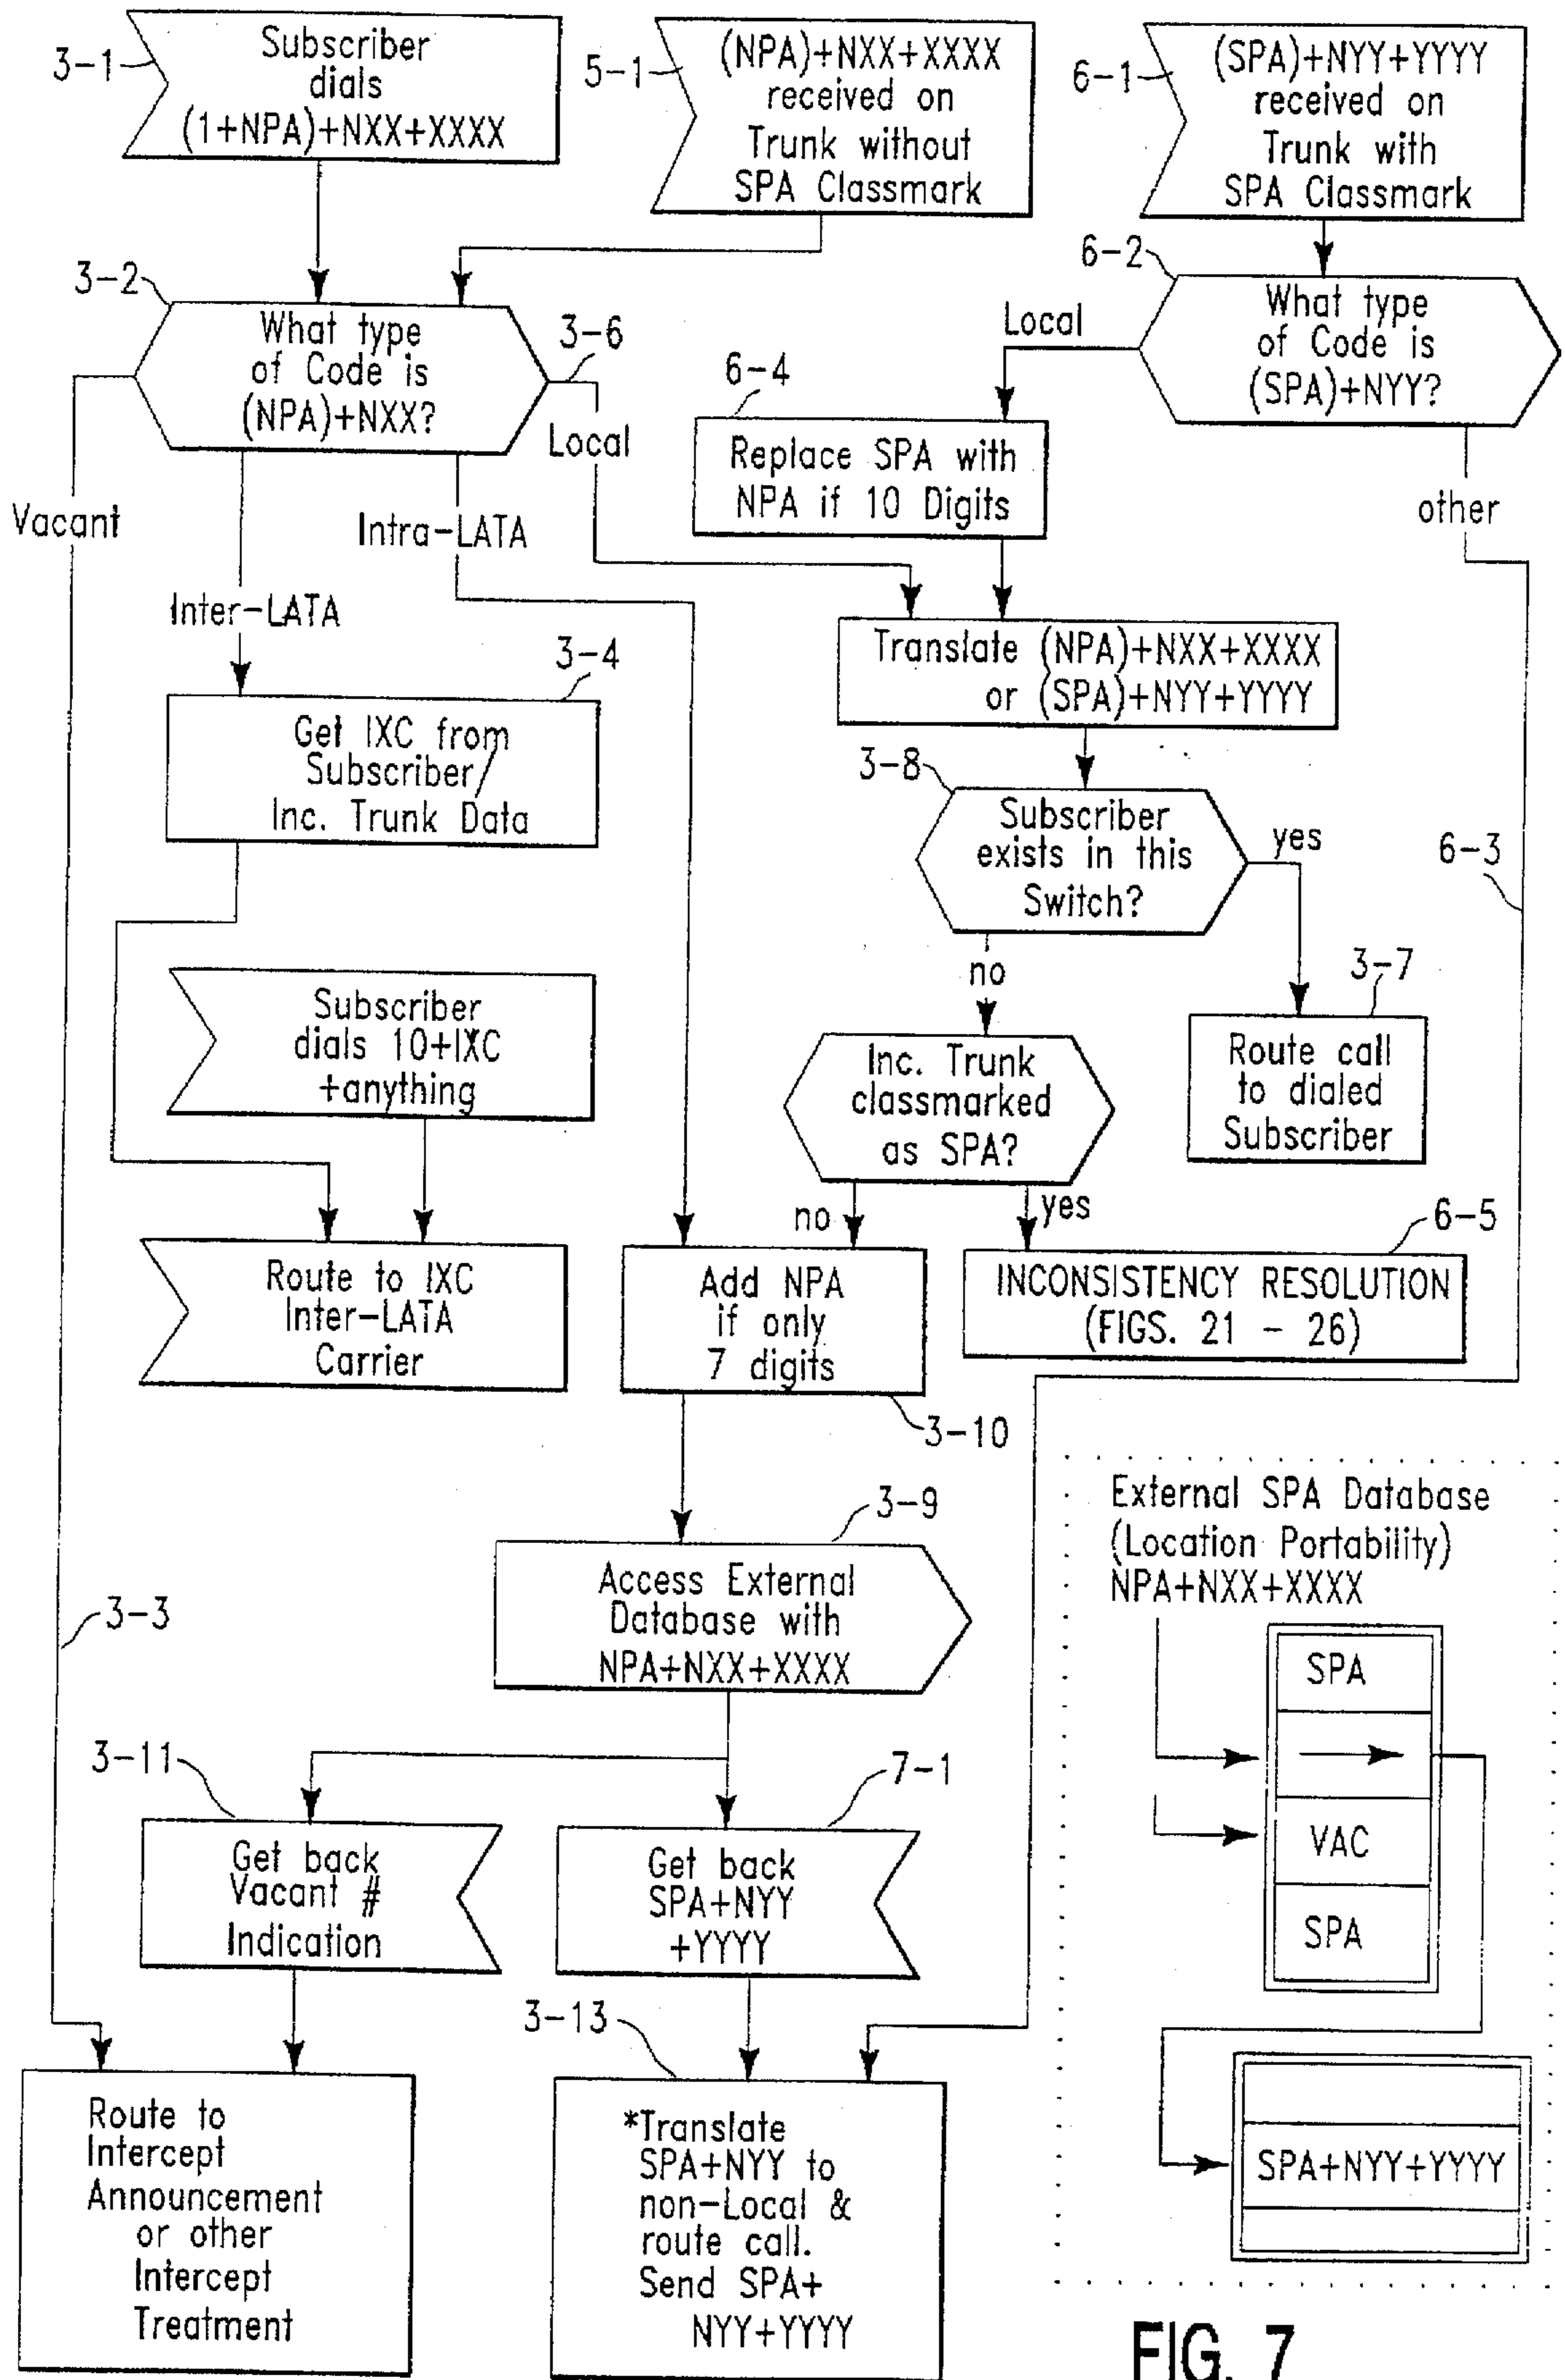 3-1
Subscriber
dials
(1+NPA)+NXX+XXXX
5-1
(NPA)+NXX+XXXX
received on
Trunk without
SPA Classmark
6-1
(SPA)+NYY+YYYY
received on
Trunk with
SPA Classmark
3-2
What type
of Code is
(NPA)+NXX?
3-6
Local
6-2
What type
of Code is
(SPA)+NYY?
Local
6-4
Replace SPA with
NPA if 10 Digits
other
Vacant
Intra-LATA
Inter-LATA
Translate (NPA)+NXX+XXXX
or (SPA)+NYY+YYYY
3-4
Get IXC from
Subscriber/
Inc. Trunk Data
3-8
Subscriber
exists in this
Switch?
yes
6-3
no
3-7
Route call
to dialed
Subscriber
Subscriber
dials 10+IXC
+anything
Inc. Trunk
classmarked
as SPA?
no
yes
6-5
Route to IXC
Inter-LATA
Carrier
Add NPA
if only
7 digits
INCONSISTENCY RESOLUTION
(FIGS. 21 - 26)
3-10
3-9
Access External
Database with
NPA+NXX+XXXX
External SPA Database
(Location Portability)
NPA+NXX+XXXX
SPA
VAC
SPA
SPA+NYY+YYYY
3-3
3-11
Get back
Vacant #
Indication
7-1
Get back
SPA+NYY
+YYYY
3-13
Route to
Intercept
Announcement
or other
Intercept
Treatment
*Translate
SPA+NYY to
non-Local &
route call.
Send SPA+
NYY+YYYY
FIG. 7